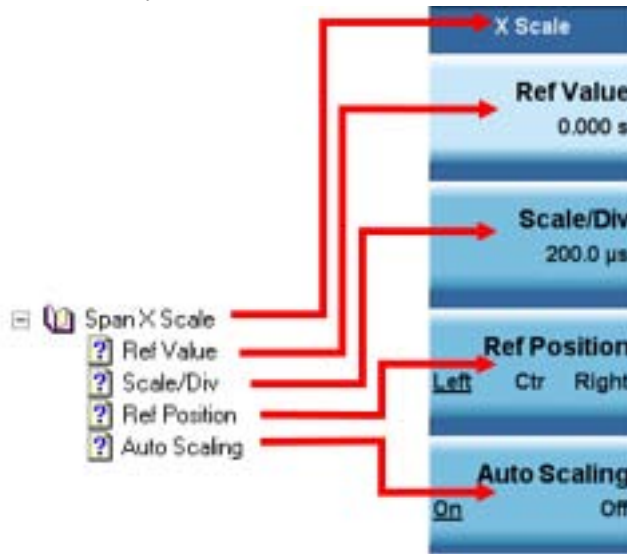 X Scale
Ref Value
0.000 s
Scale/Div
200.0 µs
Span X Scale
Ref Value
Scale/Div
Ref Position
Auto Scaling
Ref Position
Left Ctr Right
Auto Scaling
On Off